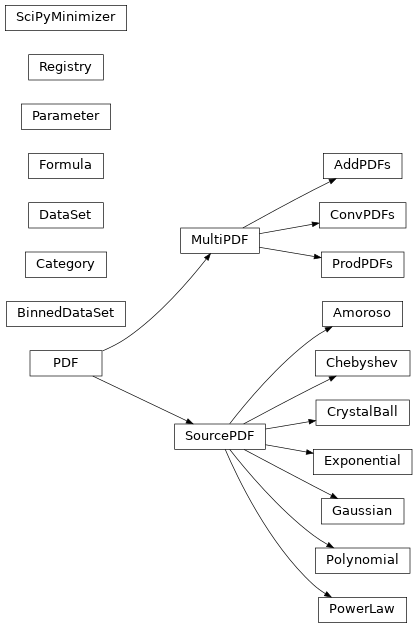 SciPyMinimizer
Registry
Parameter
Formula
DataSet
Category
BinnedDataSet
PDF
MultiPDF
SourcePDF
AddPDFs
ConvPDFs
ProdPDFs
Amoroso
Chebyshev
CrystalBall
Exponential
Gaussian
Polynomial
PowerLaw